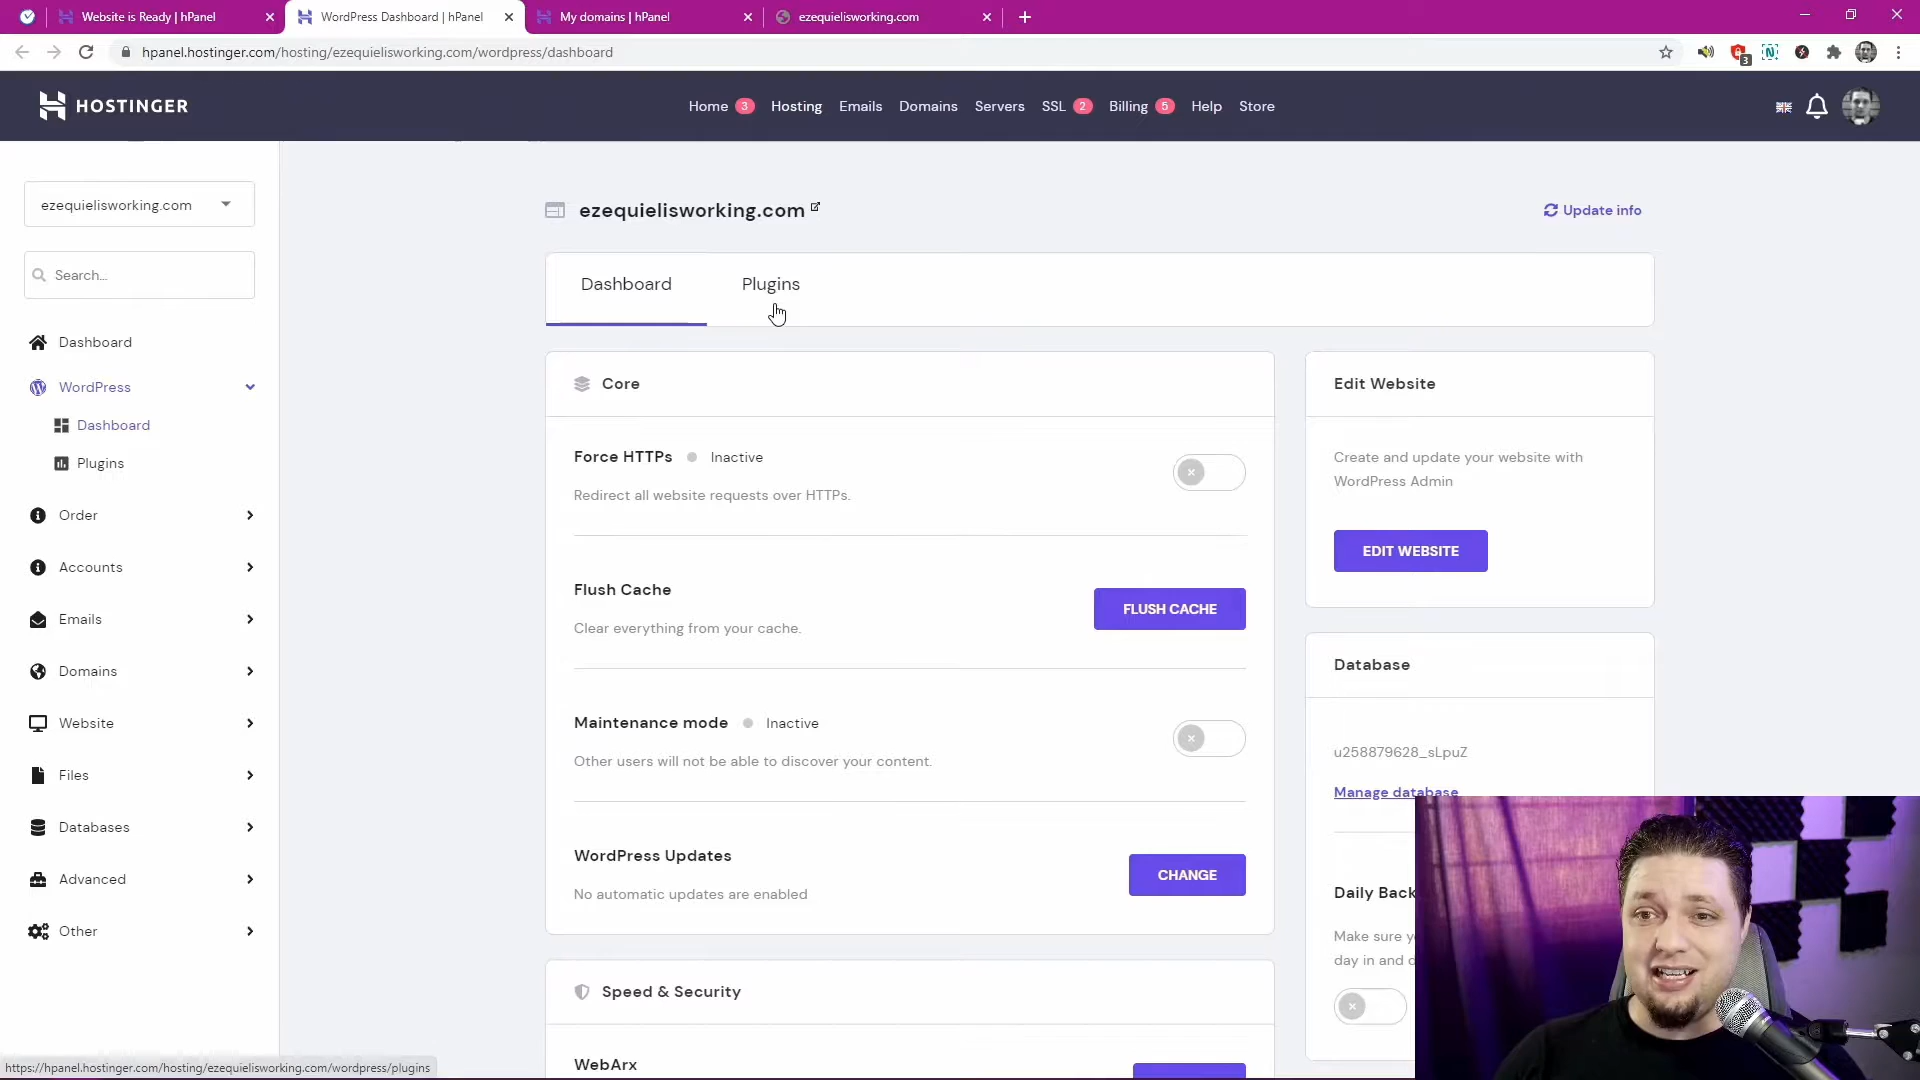 Website is Ready | hPanel
WordPress Dashboard | hPanel
My domains | hPanel
ezequielisworking.com
hpanel.hostinger.com/hosting/ezequielisworking.com/wordpress/dashboard
3
HOSTINGER
Home 3 Hosting Emails Domains Servers SSL 2 Billing 5 Help Store
ezequielisworking.com
Search...
Dashboard
WordPress
Dashboard
Plugins
Order
Accounts
Emails
Domains
Website
Files
Databases
Advanced
Other
ezequielisworking.com
Update info
Dashboard
Plugins
Core
Force HTTPs Inactive
Redirect all website requests over HTTPs.
Flush Cache
Clear everything from your cache.
FLUSH CACHE
Maintenance mode Inactive
Other users will not be able to discover your content.
WordPress Updates
No automatic updates are enabled
CHANGE
Speed & Security
WebArx
Edit Website
Create and update your website with
WordPress Admin
EDIT WEBSITE
Database
u258879628_sLpuZ
Manage database
Daily Back
Make sure y
day in and d
https://hpanel.hostinger.com/hosting/ezequielisworking.com/wordpress/plugins